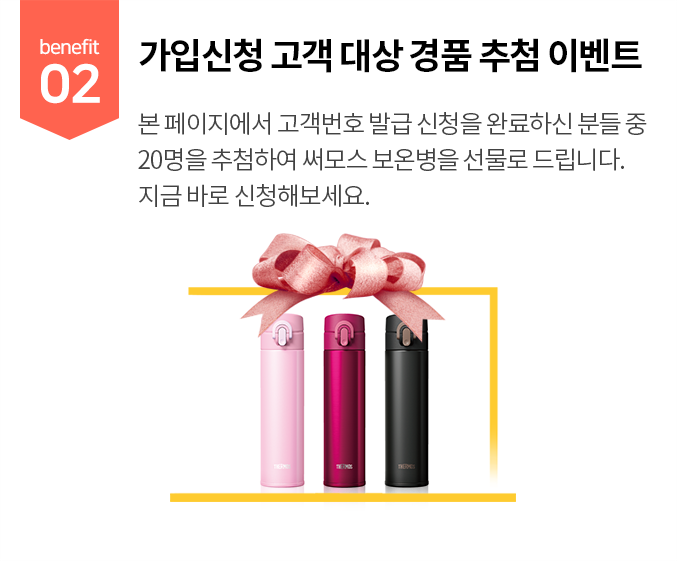 benefit
02
가입신청 고객 대상 경품 추첨 이벤트
본 페이지에서 고객번호 발급 신청을 완료하신 분들 중
20명을 추첨하여 써모스 보온병을 선물로 드립니다.
지금 바로 신청해보세요.
THERMOS
THERMOS
THERMOS